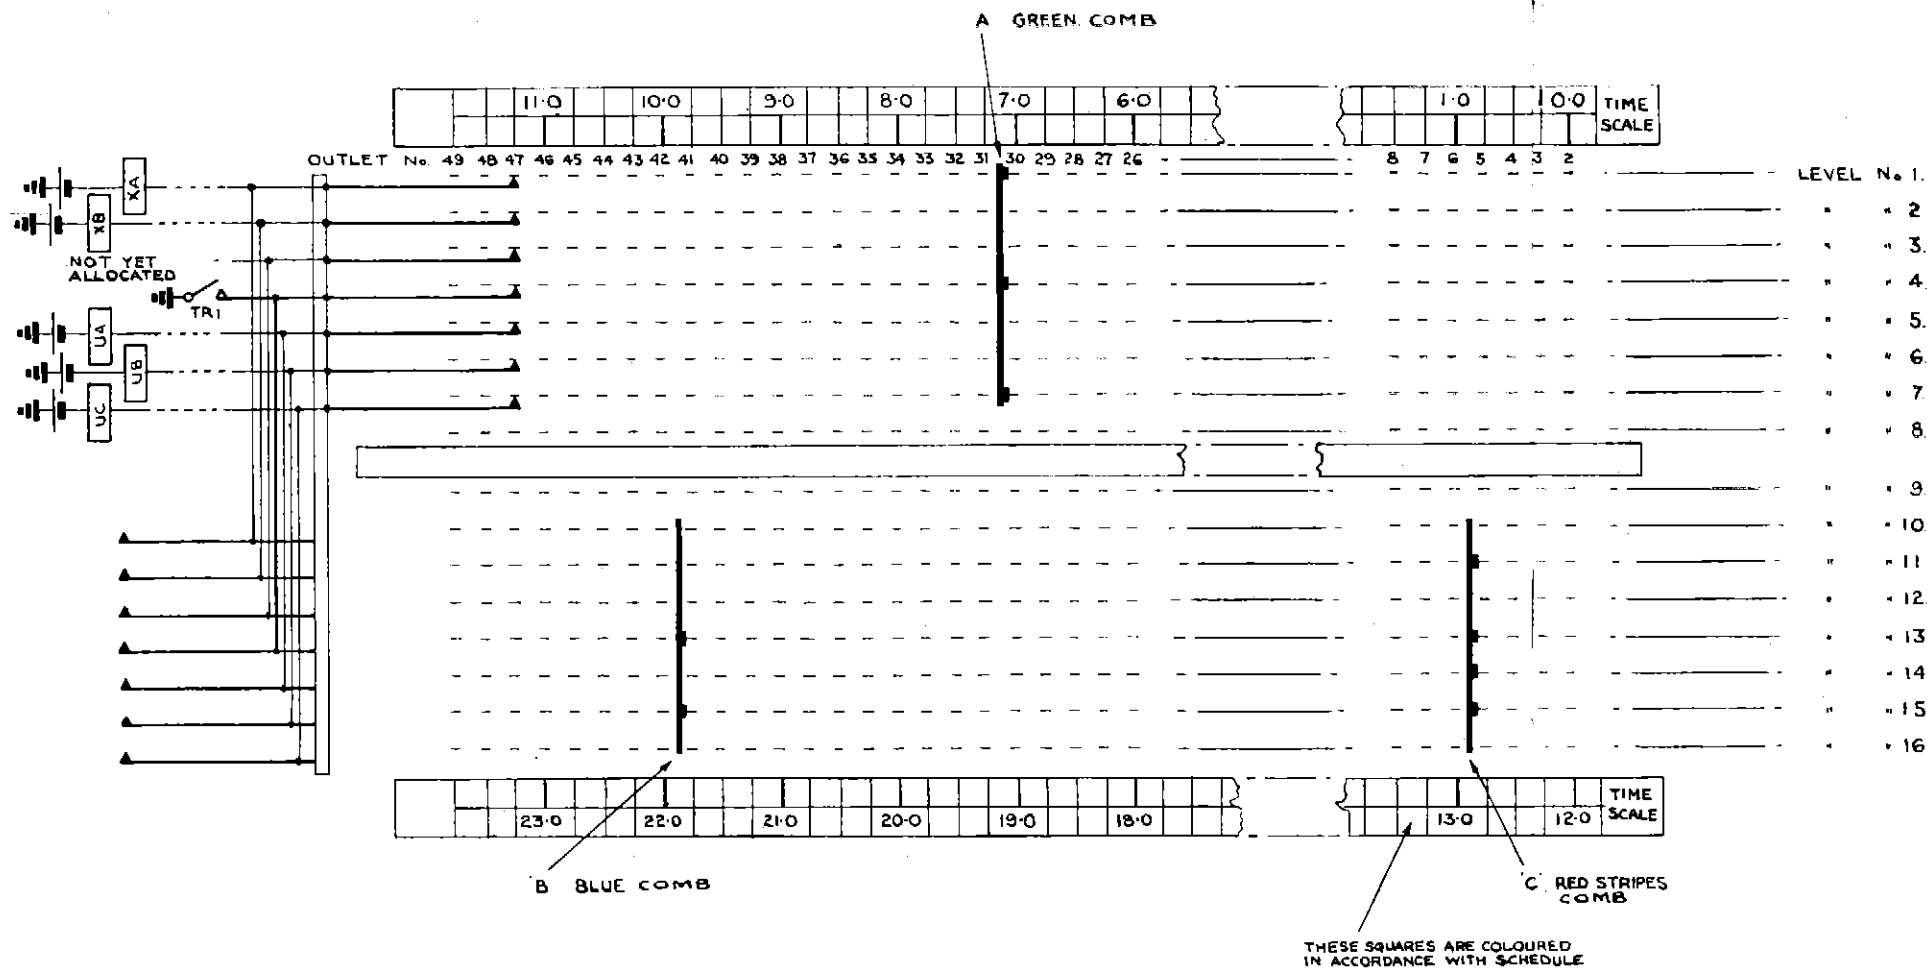 A GREEN COMB
11·0 10·0 9·0 8·0 7·0 6·0 1·0 0·0 TIME SCALE
OUTLET No. 49 48 47 46 45 44 43 42 41 40 39 38 37 36 35 34 33 32 31 30 29 28 27 26 8 7 6 5 4 3 2
XA
LEVEL No 1.
XB
" " 2
NOT YET
ALLOCATED
" " 3.
TR1
" " 4.
UA
" " 5.
UB
" " 6.
UC
" " 7.
" " 8.
" " 9.
" " 10.
" " 11
" " 12.
" " 13
" " 14
" " 15
" " 16
23·0 22·0 21·0 20·0 19·0 18·0 13·0 12·0 TIME SCALE
'B BLUE COMB
'C' RED STRIPES
COMB
THESE SQUARES ARE COLOURED
IN ACCORDANCE WITH SCHEDULE